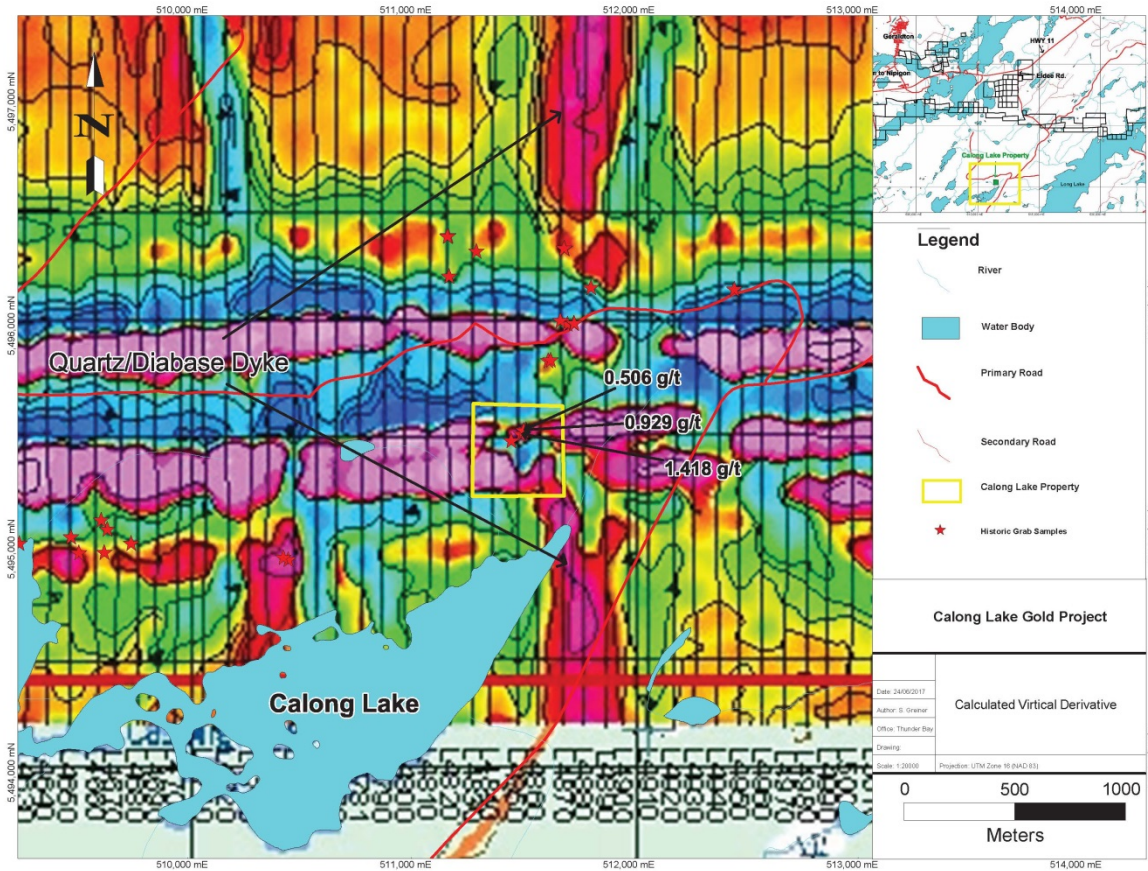 510,000 mE
511,000 mE
512,000 mE
513,000 mE
514,000 mE
5,497,000 mN
5,496,000 mN
5,495,000 mN
5,494,000 mN
N
Quartz/Diabase Dyke
0.506 g/t
0.929 g/t
1.418 g/t
Calong Lake
Geraldton
HWY 11
Eldee Rd.
to Nipigon
Calong Lake Property
Long Lake
Legend
River
Water Body
Primary Road
Secondary Road
Calong Lake Property
Historic Grab Samples
Calong Lake Gold Project
Date: 24/06/2017
Author: S. Greiner
Office: Thunder Bay
Drawing:
Scale: 1:20008
Calculated Virtical Derivative
Projection: UTM Zone 16 (NAD 83)
0
500
1000
Meters
510,000 mE
511,000 mE
512,000 mE
513,000 mE
514,000 mE